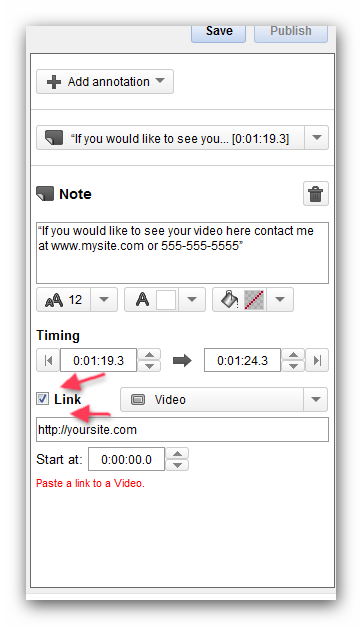 Save Publish
Add annotation
“If you would like to see you... [0:01:19.3]
Note
“If you would like to see your video here contact me
at www.mysite.com or 555-555-5555”
A A 12 A
Timing
0:01:19.3 0:01:24.3
Link Video
http://yoursite.com
Start at: 0:00:00.0
Paste a link to a Video.